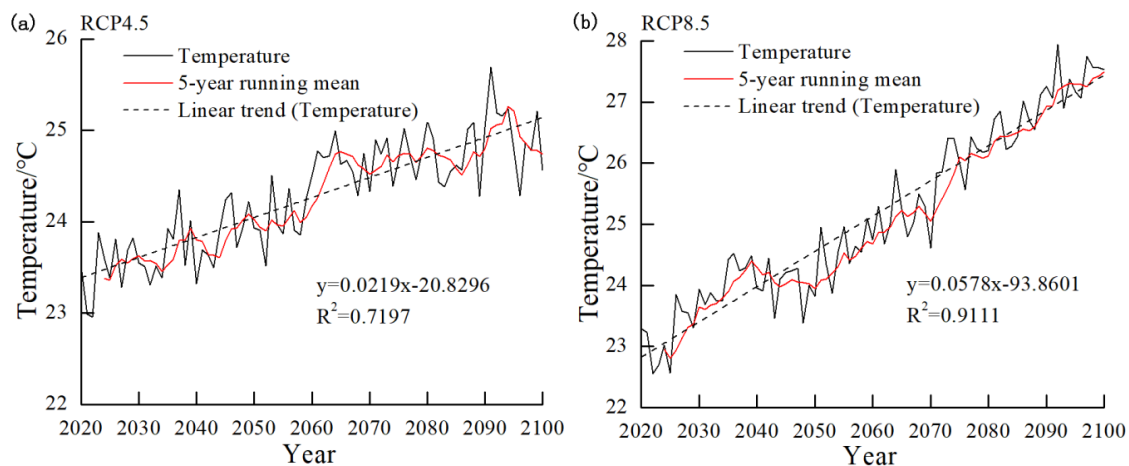 (a) RCP4.5
Temperature
5-year running mean
Linear trend (Temperature)
26
25
24
23
22
Temperature/°C
y=0.0219x-20.8296
R²=0.7197
2020 2030 2040 2050 2060 2070 2080 2090 2100
Year
(b) RCP8.5
Temperature
5-year running mean
Linear trend (Temperature)
28
27
26
25
24
23
22
Temperature/°C
y=0.0578x-93.8601
R²=0.9111
2020 2030 2040 2050 2060 2070 2080 2090 2100
Year